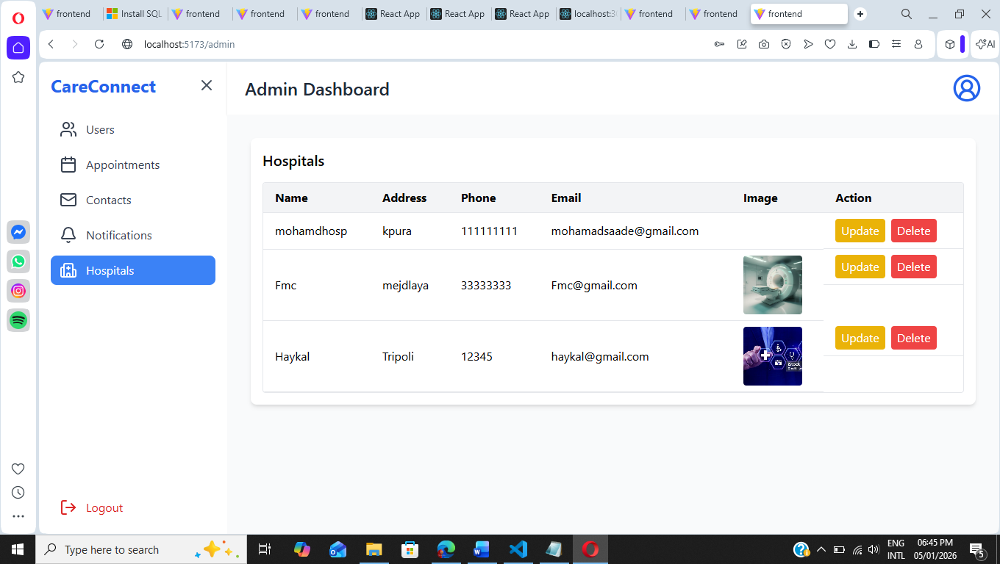 frontend Install SQL frontend frontend frontend React App React App React App localhost:3 frontend frontend frontend
localhost:5173/admin
AI
CareConnect
Admin Dashboard
Users
Appointments
Contacts
Notifications
Hospitals
Logout
Hospitals
Name Address Phone Email Image Action
mohamdhosp kpura 111111111 mohamadsaade@gmail.com Update Delete
Fmc mejdlaya 33333333 Fmc@gmail.com Update Delete
Haykal Tripoli 12345 haykal@gmail.com Update Delete
iStock
Type here to search
ENG
INTL
06:45 PM
05/01/2026
5